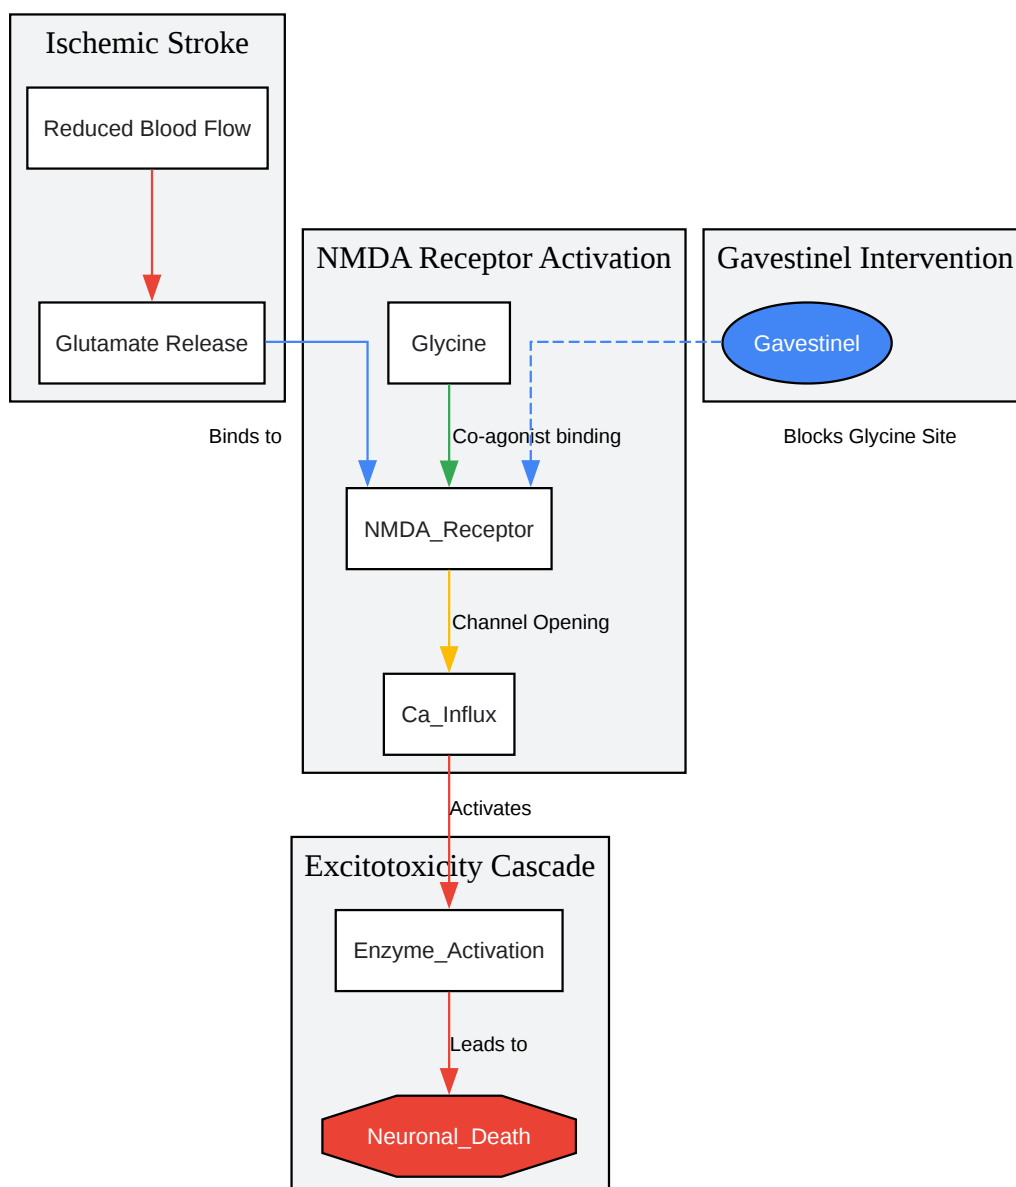 Ischemic Stroke
Reduced Blood Flow
Glutamate Release
NMDA Receptor Activation
Glycine
Gavestinel Intervention
Gavestinel
Binds to
Co-agonist binding
Blocks Glycine Site
NMDA_Receptor
Channel Opening
Ca_Influx
Activates
Excitotoxicity Cascade
Enzyme_Activation
Leads to
Neuronal_Death